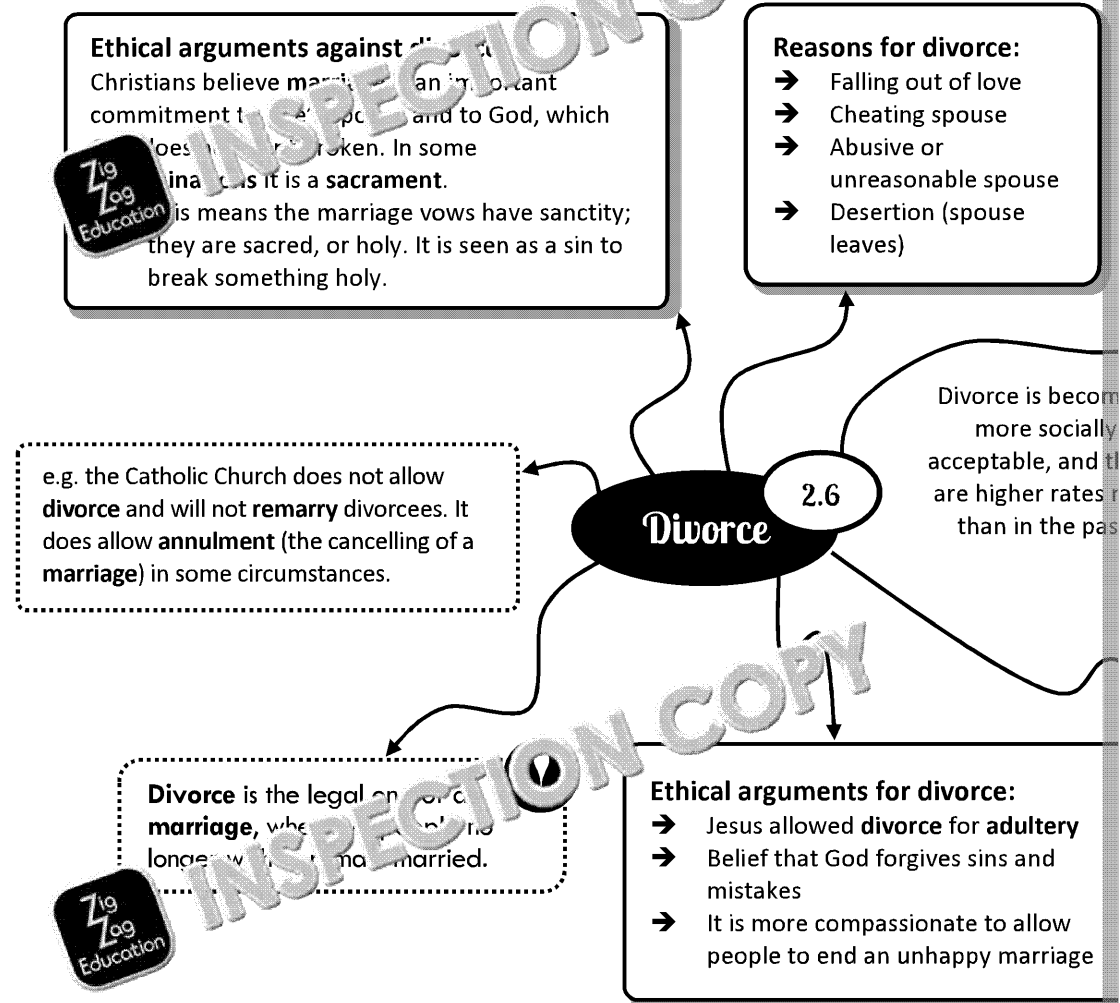 Ethical arguments against
Christians believe an important
commitment and to God, which
In some
it is a sacrament.
means the marriage vows have sanctity;
they are sacred, or holy. It is seen as a sin to
break something holy.
Reasons for divorce:
➔ Falling out of love
➔ Cheating spouse
➔ Abusive or
unreasonable spouse
➔ Desertion (spouse
leaves)
INSPECTION
Zig
Zag
Education
Divorce is
more socially
acceptable, and
are higher rates
than in the
e.g. the Catholic Church does not allow
divorce and will not remarry divorcees. It
does allow annulment (the cancelling of a
marriage) in some circumstances.
Divorce
2.6
Divorce is the legal
marriage,
longer married.
INSPECTION COPY
Zig
Zag
Education
Ethical arguments for divorce:
➔ Jesus allowed divorce for adultery
➔ Belief that God forgives sins and
mistakes
➔ It is more compassionate to allow
people to end an unhappy marriage